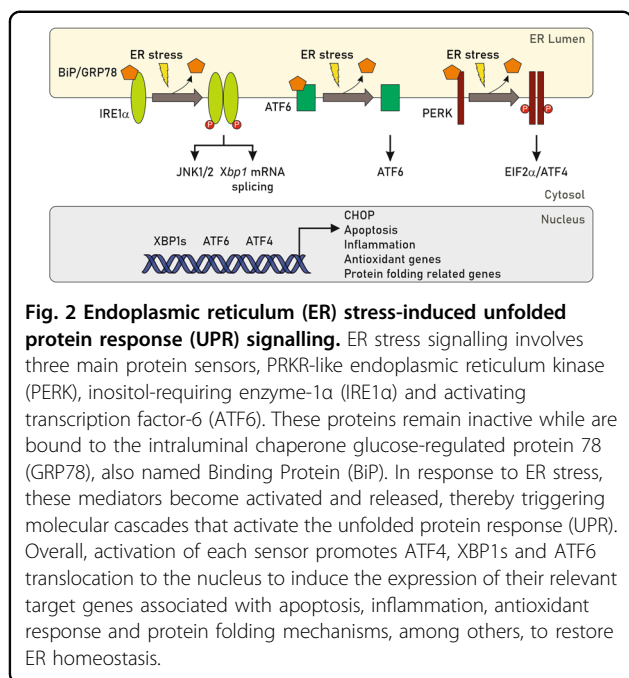 ER Lumen
ER stress ER stress ER stress
BiP/GRP78
IRE1α ATF6 PERK
P P P P
JNK1/2 Xbp1 mRNA
splicing
ATF6
EIF2α/ATF4
Cytosol
Nucleus
XBP1s ATF6 ATF4
CHOP
Apoptosis
Inflammation
Antioxidant genes
Protein folding related genes
Fig. 2 Endoplasmic reticulum (ER) stress-induced unfolded
protein response (UPR) signalling. ER stress signalling involves
three main protein sensors, PRKR-like endoplasmic reticulum kinase
(PERK), inositol-requiring enzyme-1α (IRE1α) and activating
transcription factor-6 (ATF6). These proteins remain inactive while are
bound to the intraluminal chaperone glucose-regulated protein 78
(GRP78), also named Binding Protein (BiP). In response to ER stress,
these mediators become activated and released, thereby triggering
molecular cascades that activate the unfolded protein response (UPR).
Overall, activation of each sensor promotes ATF4, XBP1s and ATF6
translocation to the nucleus to induce the expression of their relevant
target genes associated with apoptosis, inflammation, antioxidant
response and protein folding mechanisms, among others, to restore
ER homeostasis.